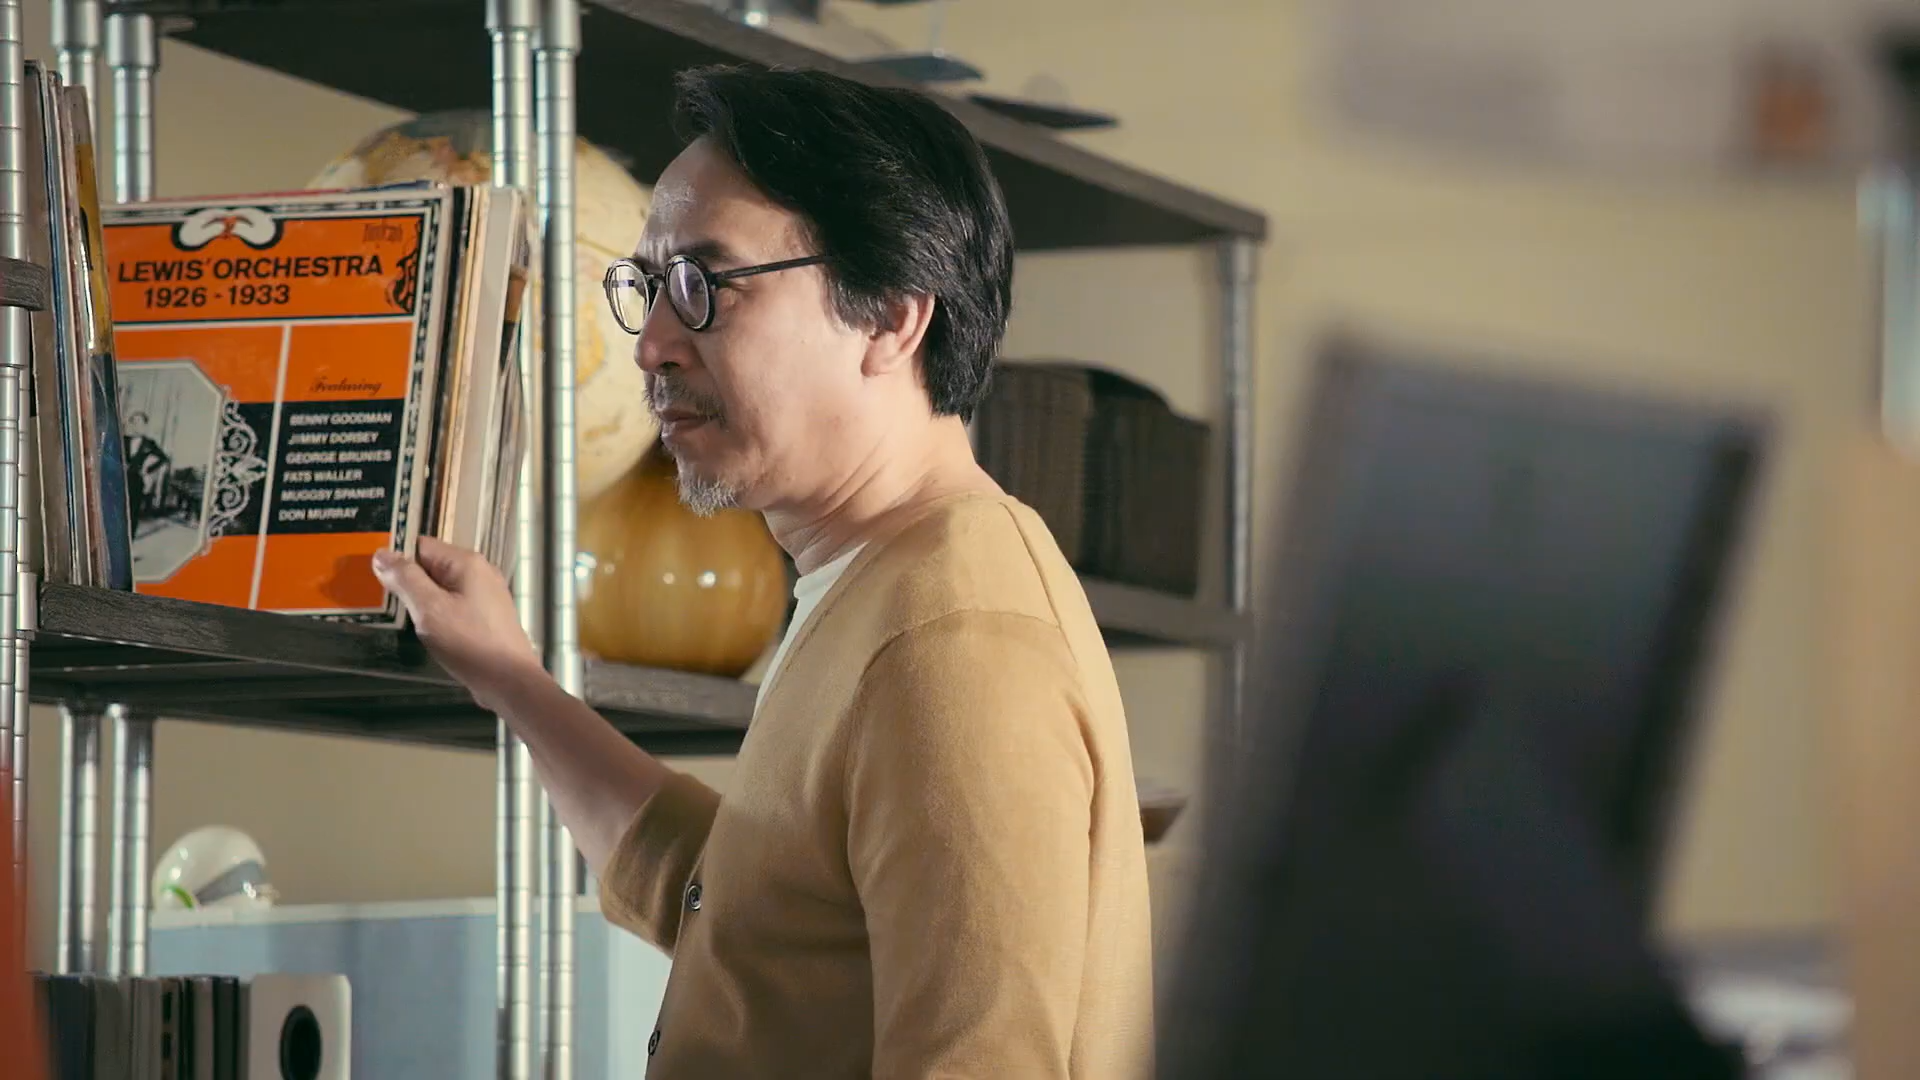 LEWIS' ORCHESTRA
1926 - 1933
Featuring
BENNY GOODMAN
JIMMY DORSEY
GEORGE BRUNIES
FATS WALLER
MUGGSY SPANIER
DON MURRAY